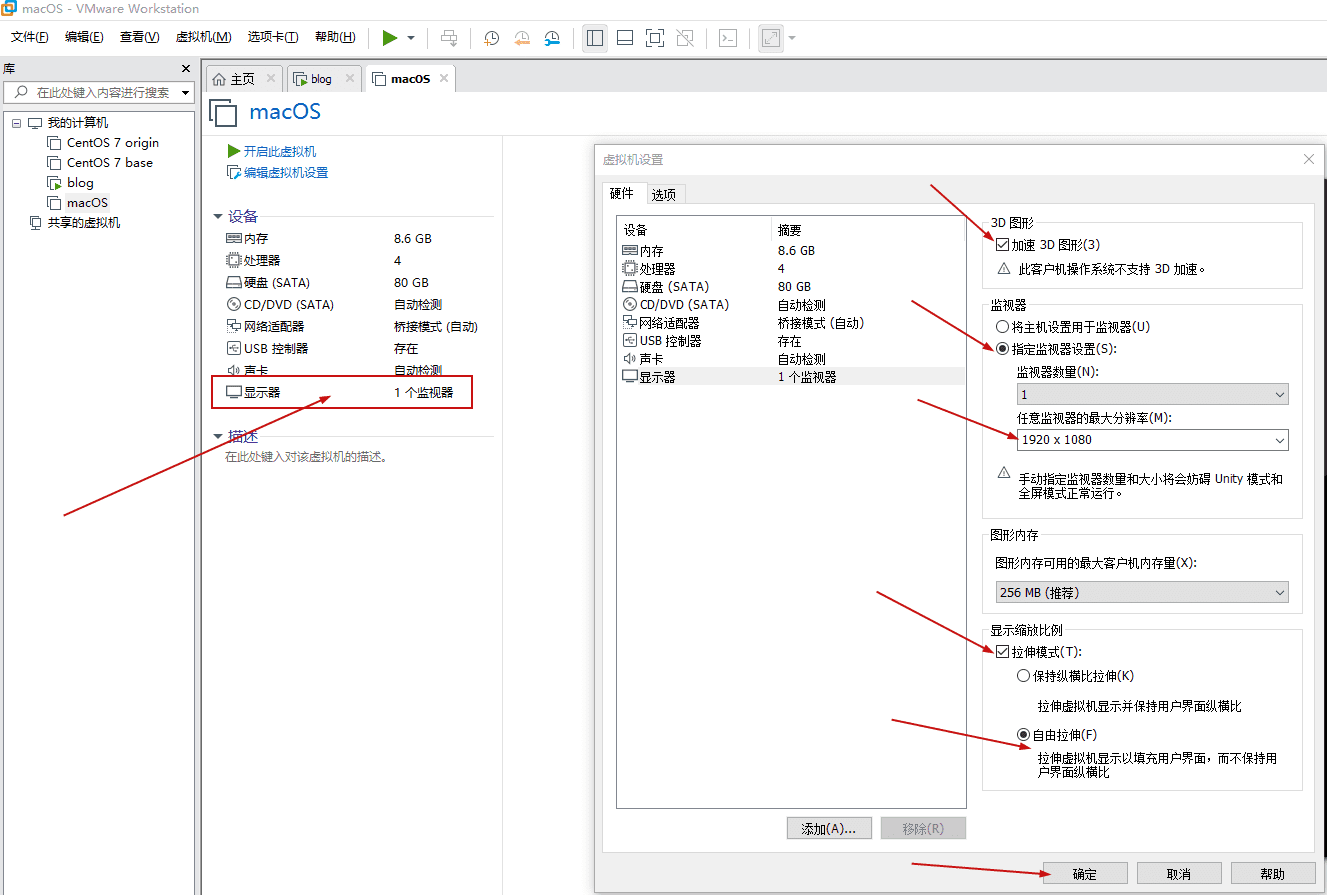 macOS - VMware Workstation
文件(F) 编辑(E) 查看(V) 虚拟机(M) 选项卡(T) 帮助(H)
库
在此处键入内容进行搜索
我的计算机
CentOS 7 origin
CentOS 7 base
blog
macOS
共享的虚拟机
主页
blog
macOS
macOS
开启此虚拟机
编辑虚拟机设置
设备
内存 8.6 GB
处理器 4
硬盘 (SATA) 80 GB
CD/DVD (SATA) 自动检测
网络适配器 桥接模式 (自动)
USB 控制器 存在
声卡 自动检测
显示器 1 个监视器
描述
在此处键入对该虚拟机的描述。
虚拟机设置
硬件 选项
设备 摘要
内存 8.6 GB
处理器 4
硬盘 (SATA) 80 GB
CD/DVD (SATA) 自动检测
网络适配器 桥接模式 (自动)
USB 控制器 存在
声卡 自动检测
显示器 1 个监视器
添加(A)... 移除(R)
3D 图形
加速 3D 图形(3)
此客户机操作系统不支持 3D 加速。
监视器
将主机设置用于监视器(U)
指定监视器设置(S):
监视器数量(N):
1
任意监视器的最大分辨率(M):
1920 x 1080
手动指定监视器数量和大小将会妨碍 Unity 模式和
全屏模式正常运行。
图形内存
图形内存可用的最大客户机内存量(X):
256 MB (推荐)
显示缩放比例
拉伸模式(T):
保持纵横比拉伸(K)
拉伸虚拟机显示并保持用户界面纵横比
自由拉伸(F)
拉伸虚拟机显示以填充用户界面，而不保持用
户界面纵横比
确定 取消 帮助